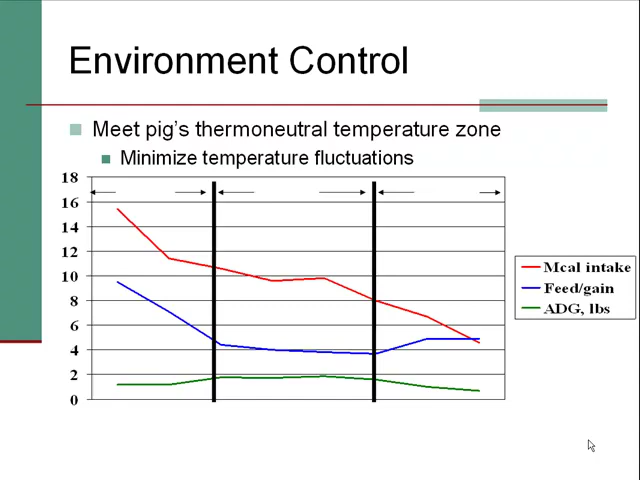 Environment Control
Meet pig's thermoneutral temperature zone
Minimize temperature fluctuations
18
16
14
12
10
8
6
4
2
0
Mcal intake
Feed/gain
ADG, lbs